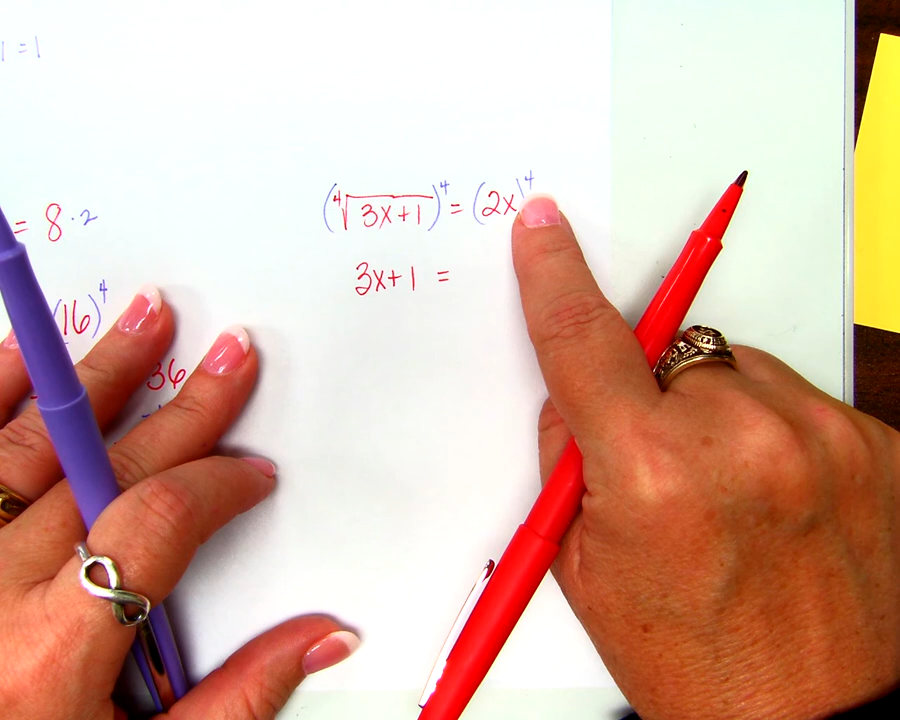 = 1
= 8 · 2
(⁴√3x+1)⁴ = (2x)⁴
3x+1 =
(16)⁴
36